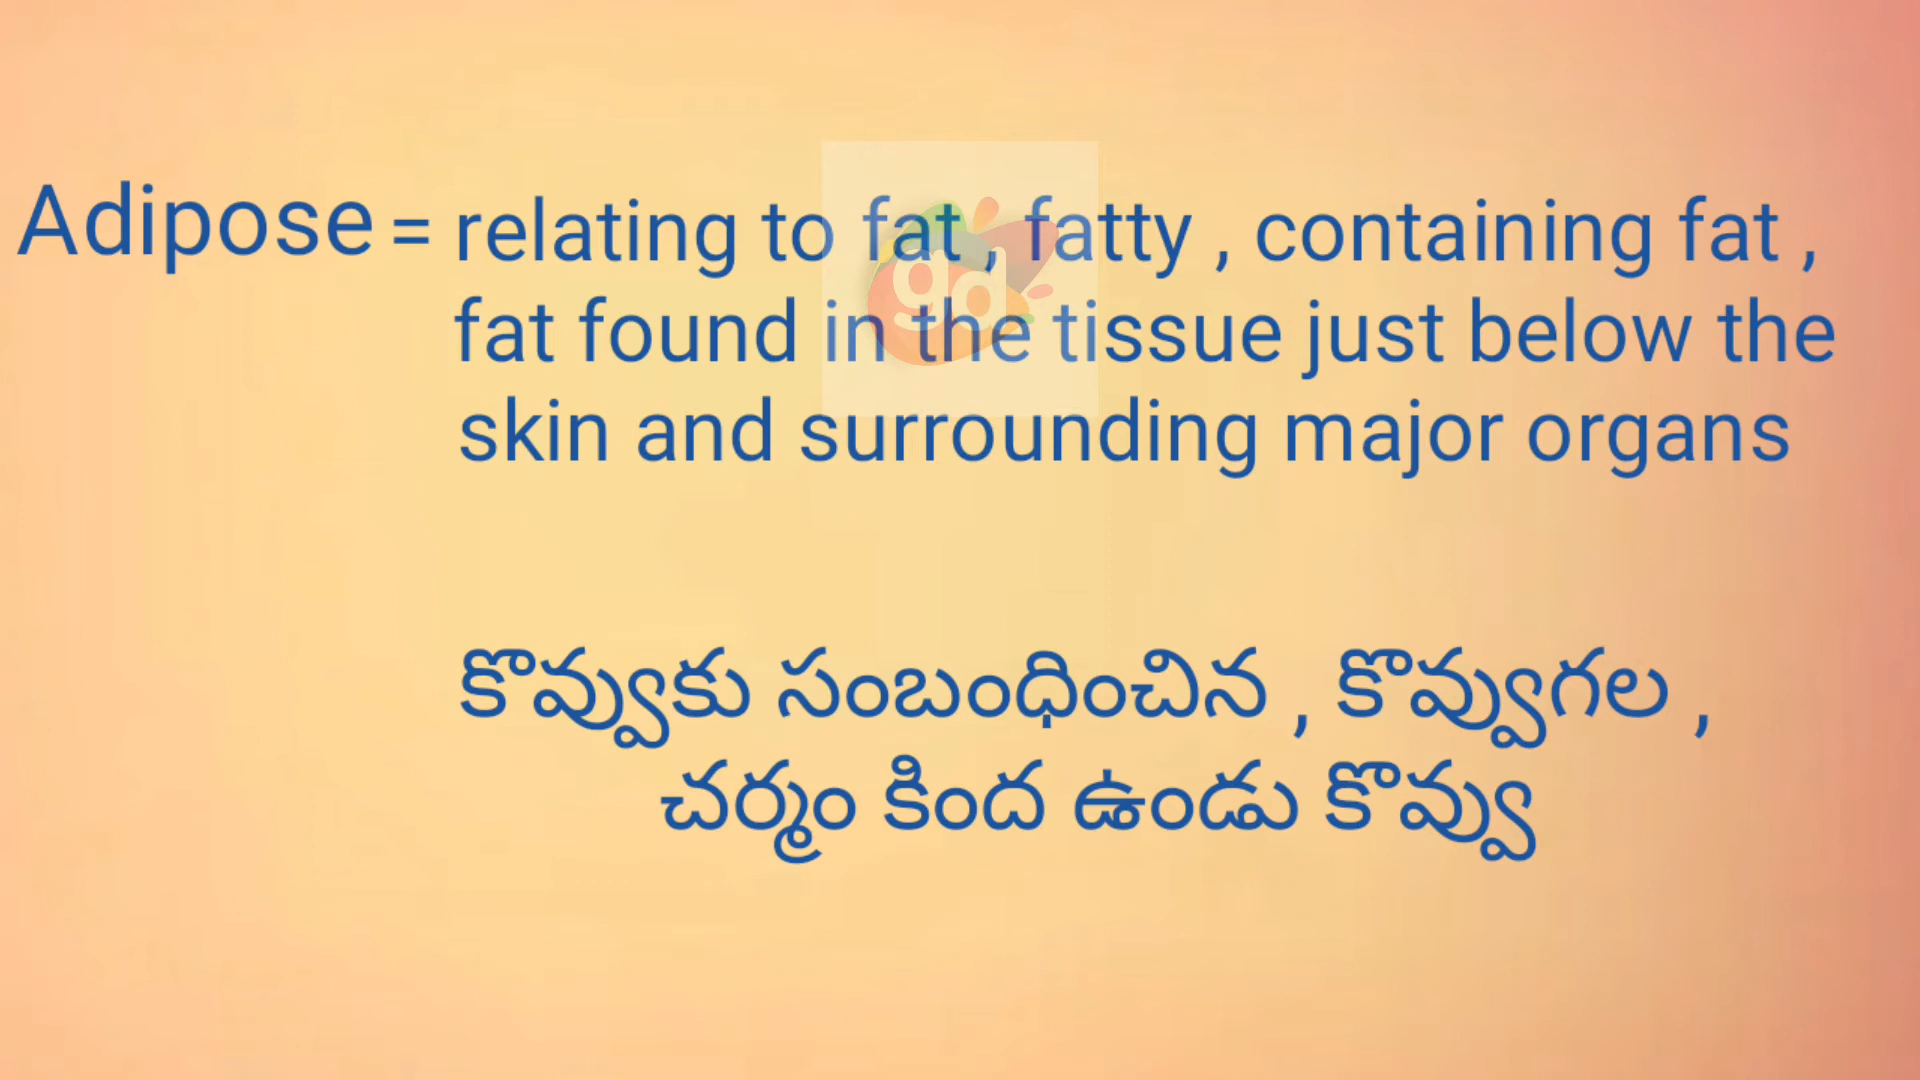 Adipose = relating to fat , fatty , containing fat ,
fat found in the tissue just below the
skin and surrounding major organs
gd
కొవ్వుకు సంబంధించిన , కొవ్వుగల ,
చర్మం కింద ఉండు కొవ్వు